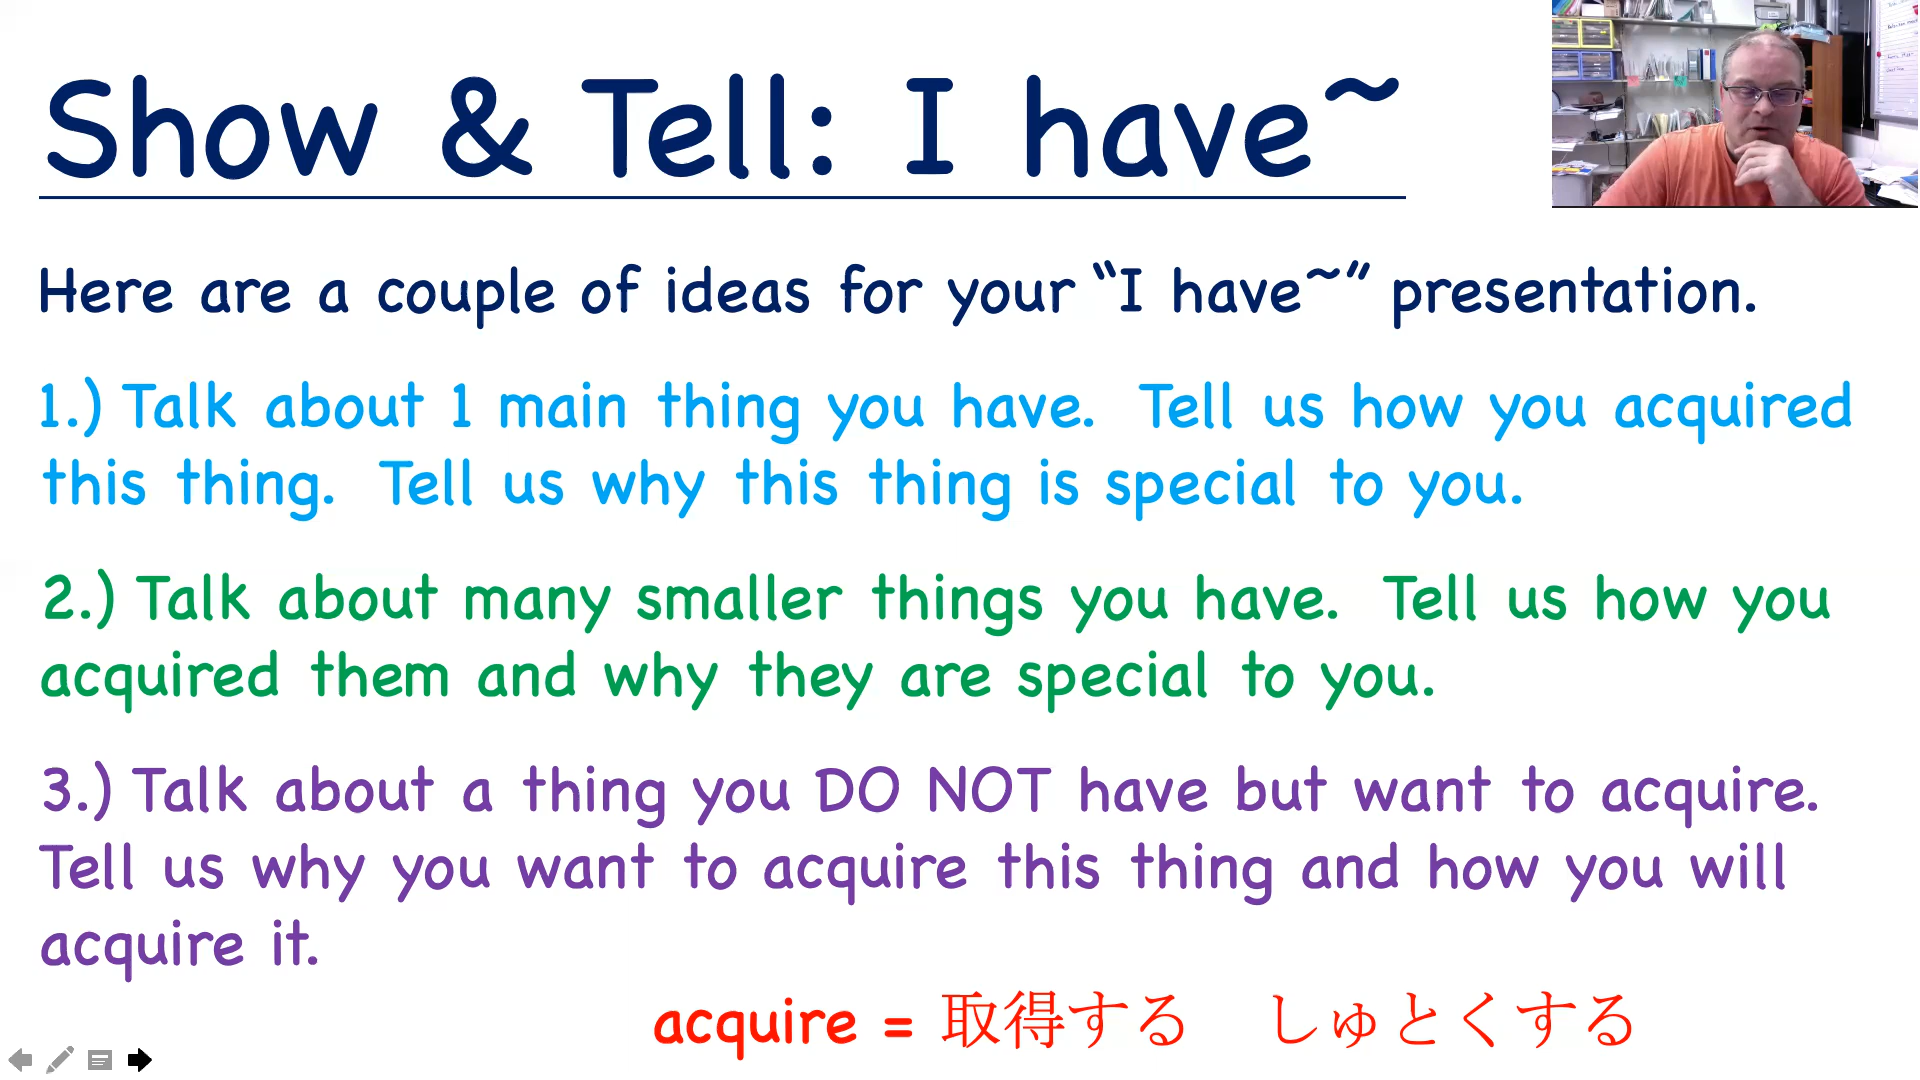 Show & Tell: I have~
Here are a couple of ideas for your “I have~” presentation.
1.) Talk about 1 main thing you have. Tell us how you acquired
this thing. Tell us why this thing is special to you.
2.) Talk about many smaller things you have. Tell us how you
acquired them and why they are special to you.
3.) Talk about a thing you DO NOT have but want to acquire.
Tell us why you want to acquire this thing and how you will
acquire it.
acquire = 取得する しゅとくする